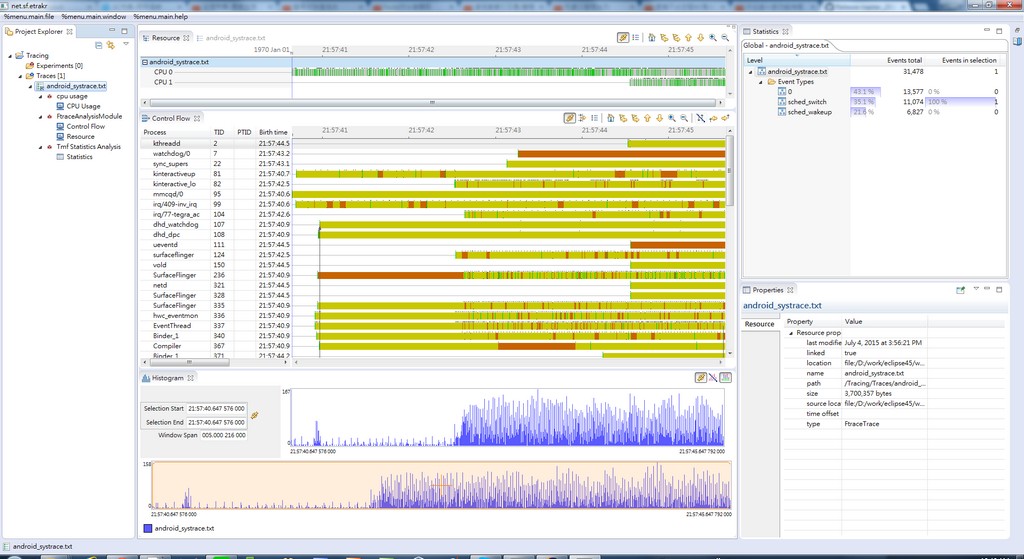 net.sf.etrakr
%menu.main.file %menu.main.window %menu.main.help
Project Explorer
Tracing
Experiments [0]
Traces [1]
android_systrace.txt
cpu usage
CPU Usage
FtraceAnalysisModule
Control Flow
Resource
Tmf Statistics Analysis
Statistics
Resource android_systrace.txt
1970 Jan 01 21:57:41 21:57:42 21:57:43 21:57:44 21:57:45
android_systrace.txt
CPU 0
CPU 1
Control Flow
Process TID PTID Birth time 21:57:41 21:57:42 21:57:43 21:57:44 21:57:45
kthreadd 2 21:57:44.5
watchdog/0 7 21:57:43.2
sync_supers 22 21:57:43.1
kinteractiveup 81 21:57:40.7
kinteractive_lo 82 21:57:42.5
mmcqd/0 95 21:57:40.6
irq/409-inv_irq 99 21:57:40.6
irq/77-tegra_ac 104 21:57:42.6
dhd_watchdog 107 21:57:40.9
dhd_dpc 108 21:57:40.9
ueventd 111 21:57:44.5
surfaceflinger 124 21:57:42.5
vold 150 21:57:44.5
SurfaceFlinger 236 21:57:40.9
netd 321 21:57:44.5
SurfaceFlinger 328 21:57:44.5
SurfaceFlinger 335 21:57:40.9
hwc_eventmon 336 21:57:40.9
EventThread 337 21:57:40.9
Binder_1 340 21:57:40.9
Compiler 367 21:57:40.9
Binder_1 371 21:57:44.2
Histogram
Selection Start 21:57:40.647 576 000
Selection End 21:57:40.647 576 000
Window Span 005.000 216 000
167
0
21:57:40.647 576 000 21:57:45.647 792 000
158
0
21:57:40.647 576 000 21:57:45.647 792 000
android_systrace.txt
Statistics
Global - android_systrace.txt
Level Events total Events in selection
android_systrace.txt 31,478 1
Event Types
0 43.1 % 13,577 0 % 0
sched_switch 35.1 % 11,074 100 % 1
sched_wakeup 21.6 % 6,827 0 % 0
Properties
android_systrace.txt
Resource
Property Value
Resource prop
last modifie July 4, 2015 at 3:56:21 PM
linked true
location file:/D:/work/eclipse45/w...
name android_systrace.txt
path /Tracing/Traces/android_...
size 3,700,357 bytes
source loca file:/D:/work/eclipse45/w...
time offset
type FtraceTrace
android_systrace.txt